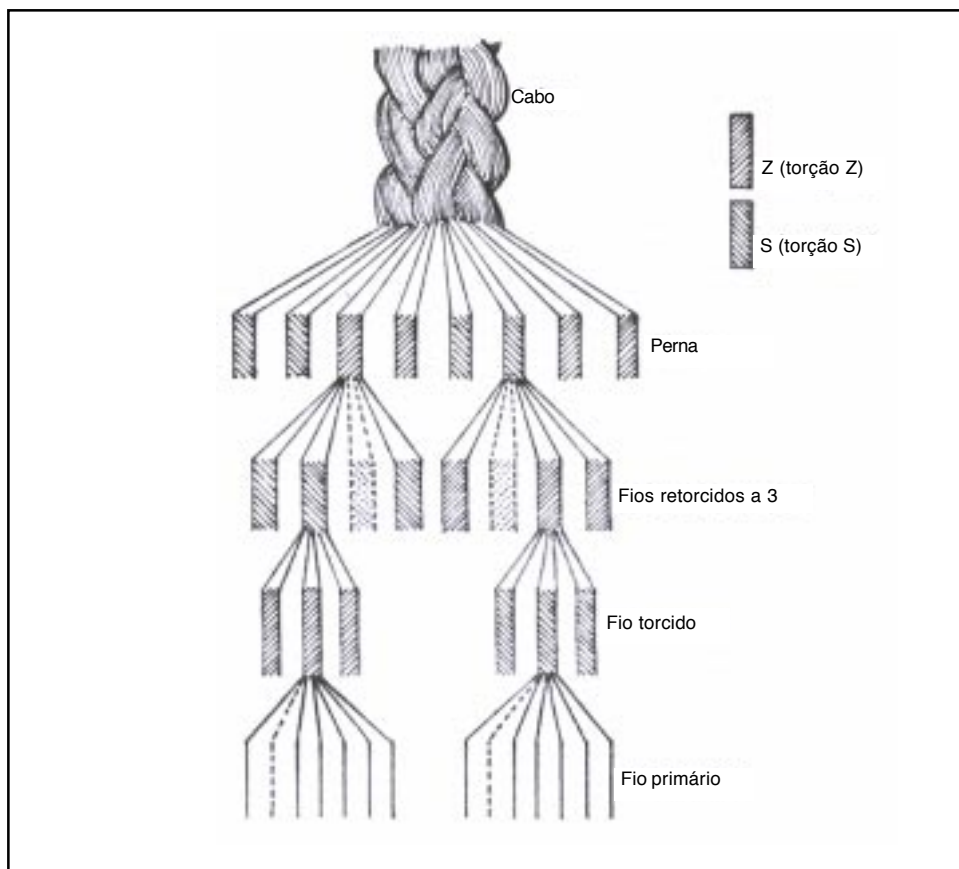 Cabo
Z (torção Z)
S (torção S)
Perna
Fios retorcidos a 3
Fio torcido
Fio primário